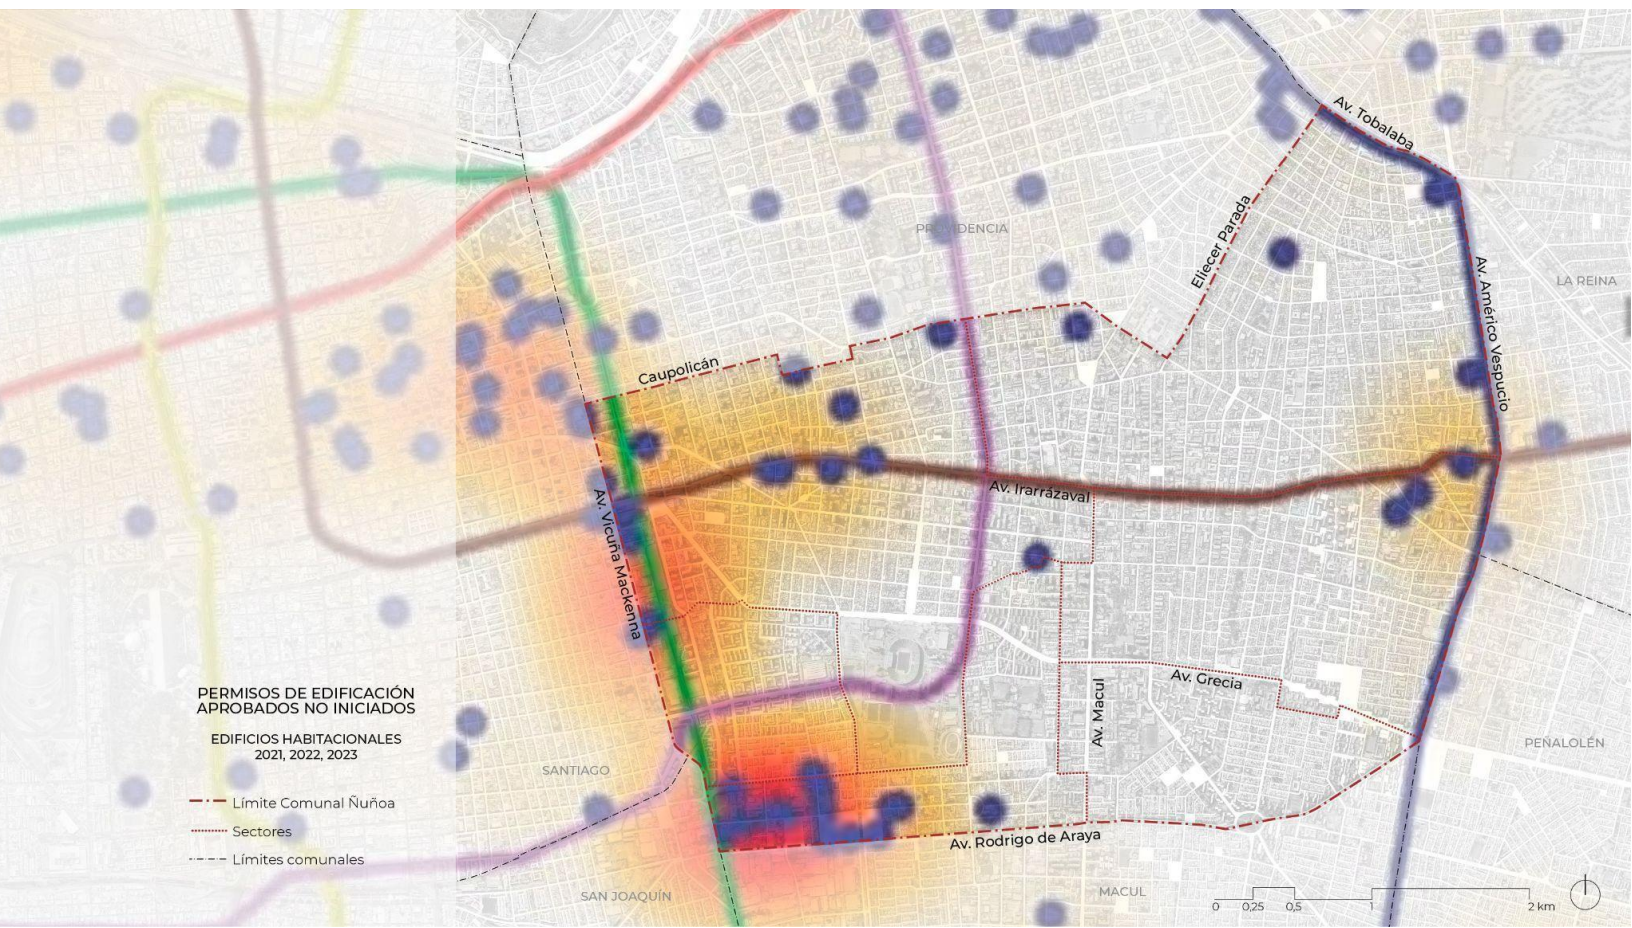 Av. Tobalaba
Eliecer Parada
PROVIDENCIA
Av. Américo Vespucio
LA REINA
Caupolicán
Av. Irarrázaval
Av. Vicuña Mackenna
Av. Grecia
Av. Macul
PEÑALOLÉN
PERMISOS DE EDIFICACIÓN
APROBADOS NO INICIADOS
EDIFICIOS HABITACIONALES
2021, 2022, 2023
SANTIAGO
Límite Comunal Ñuñoa
Sectores
Límites comunales
Av. Rodrigo de Araya
SAN JOAQUÍN
MACUL
0 0,25 0,5 1 2 km